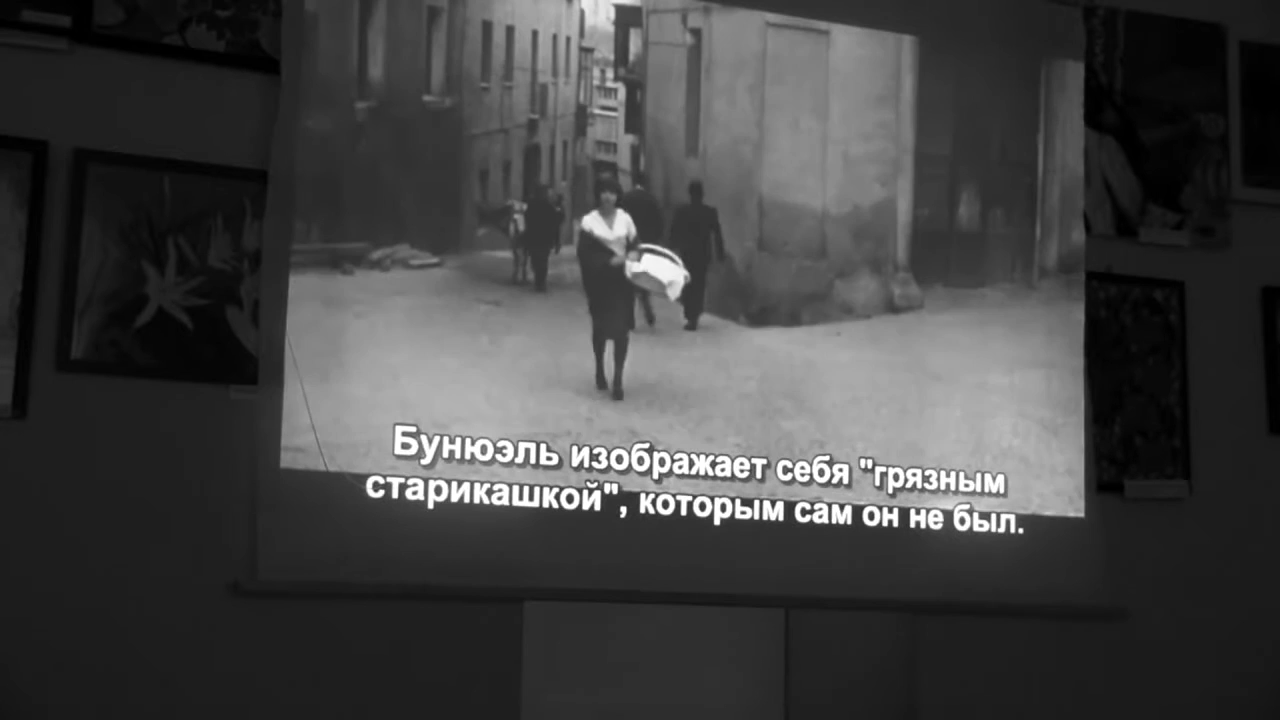 Бунюэль изображает себя "грязным
старикашкой", которым сам он не был.